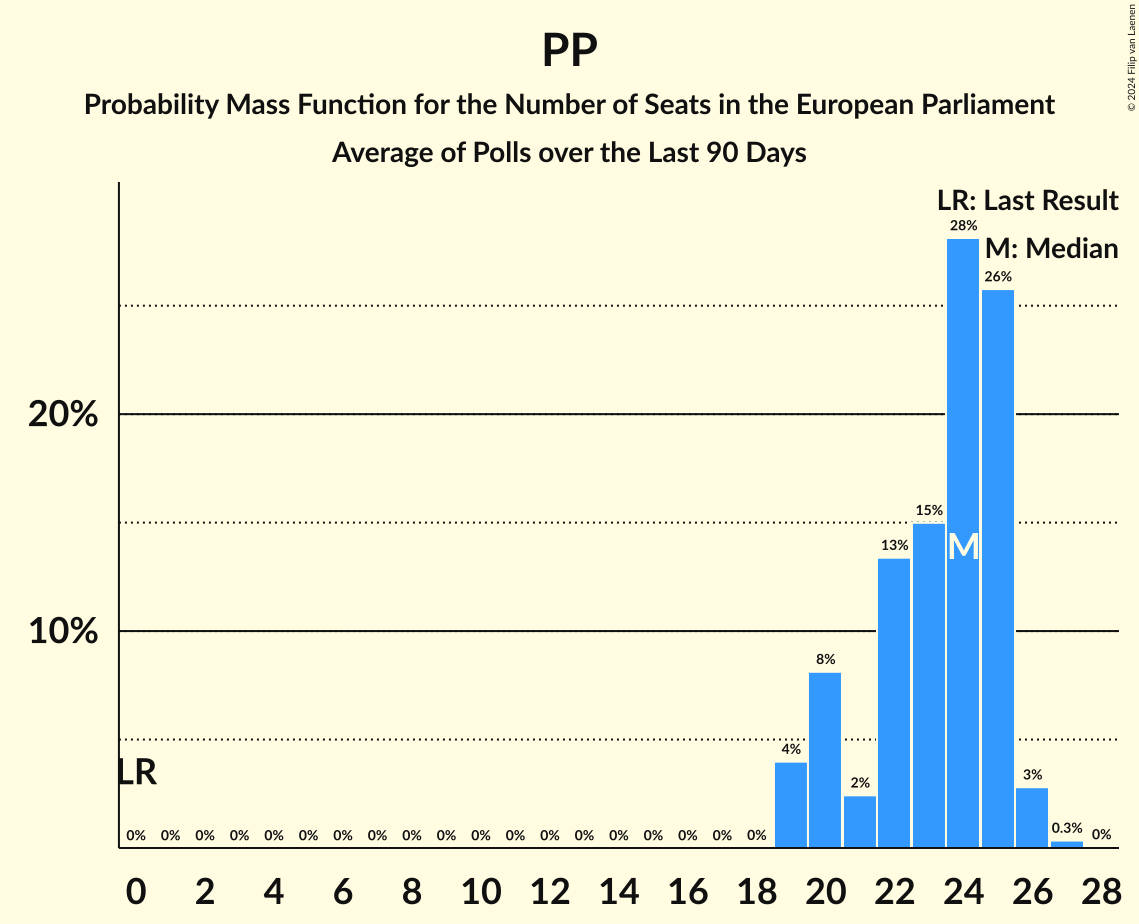 PP
Probability Mass Function for the Number of Seats in the European Parliament
Average of Polls over the Last 90 Days
© 2024 Filip van Laenen
LR: Last Result
M: Median
28%
26%
20%
15%
13%
M
10%
8%
4%
2%
3%
0.3%
LR
0% 0% 0% 0% 0% 0% 0% 0% 0% 0% 0% 0% 0% 0% 0% 0% 0% 0% 0% 0%
0 2 4 6 8 10 12 14 16 18 20 22 24 26 28